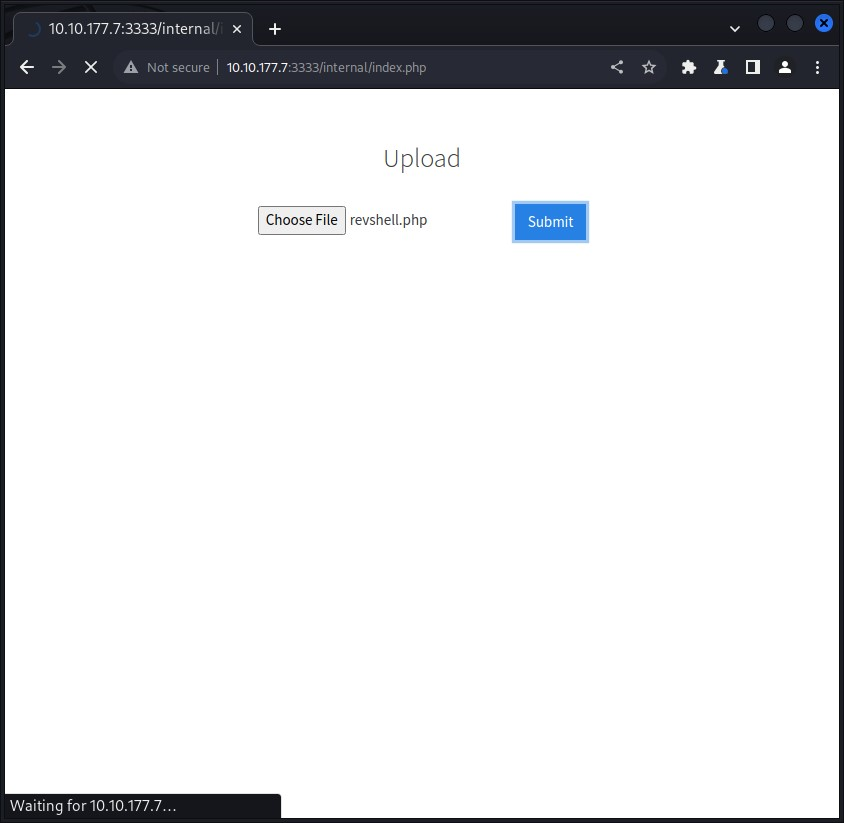 10.10.177.7:3333/internal/i
Not secure
10.10.177.7:3333/internal/index.php
Upload
Choose File revshell.php
Submit
Waiting for 10.10.177.7...